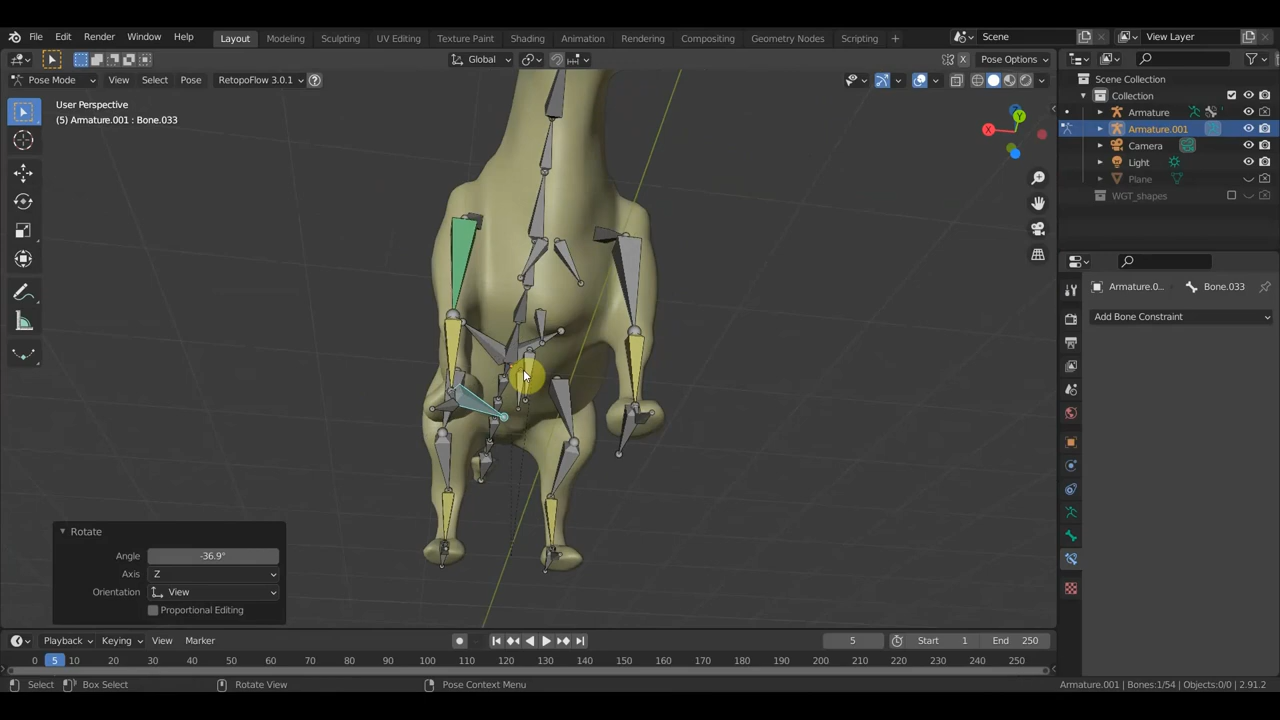 File Edit Render Window Help Layout Modeling Sculpting UV Editing Texture Paint Shading Animation Rendering Compositing Geometry Nodes Scripting + Scene View Layer
Global Pose Options
Pose Mode View Select Pose RetopoFlow 3.0.1
User Perspective
(5) Armature.001 : Bone.033
X Y
Scene Collection
Collection
Armature
Armature.001
Camera
Light
Plane
WGT_shapes
Armature.0... Bone.033
Add Bone Constraint
Rotate
Angle -36.9°
Axis Z
Orientation View
Proportional Editing
Playback Keying View Marker 5 Start 1 End 250
0 5 10 20 30 40 50 60 70 80 90 100 110 120 130 140 150 160 170 180 190 200 210 220 230 240 250
Select Box Select Rotate View Pose Context Menu Armature.001 | Bones:1/54 | Objects:0/0 | 2.91.2